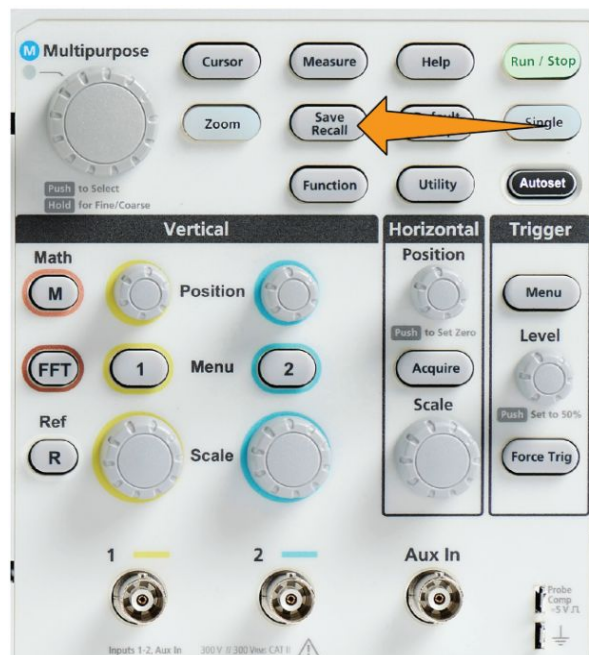 M Multipurpose
Cursor
Measure
Help
Run / Stop
Zoom
Save
Recall
Single
Push to Select
Hold for Fine/Coarse
Function
Utility
Autoset
Vertical
Horizontal
Trigger
Math
M
Position
Position
Push to Set Zero
Menu
Level
FFT
1
Menu
2
Acquire
Scale
Push Set to 50%
Ref
R
Scale
Force Trig
1
2
Aux In
Probe
Comp
~5 V
Inputs 1-2, Aux In